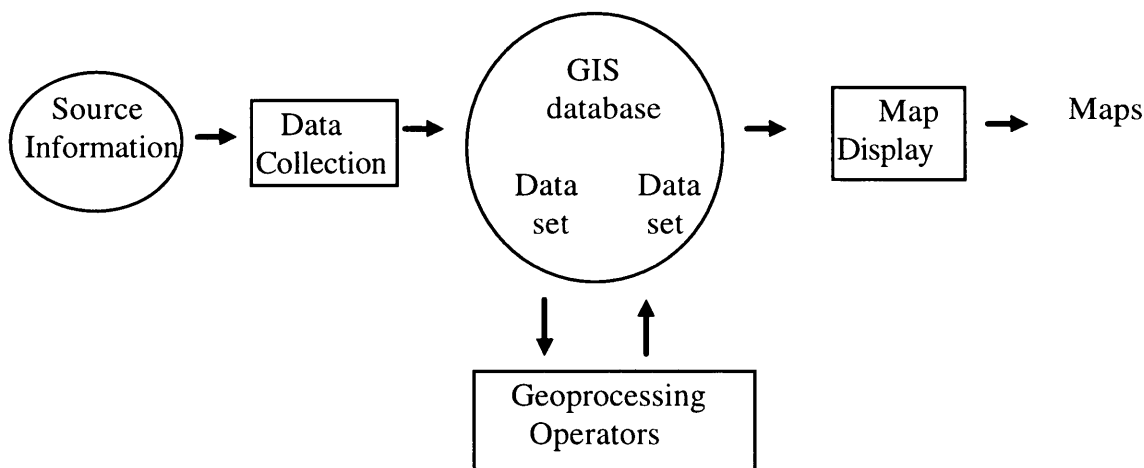 Source
Information
Data
Collection
GIS
database
Data
set
Data
set
Map
Display
Maps
Geoprocessing
Operators